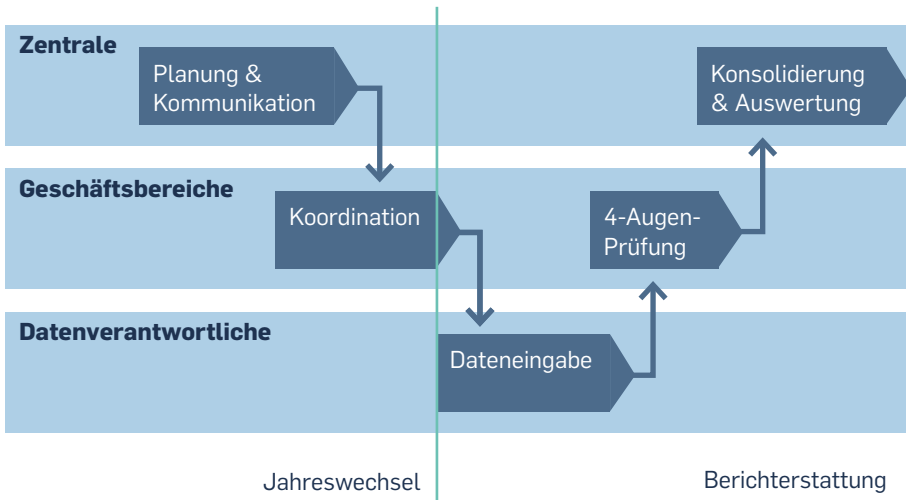 Zentrale
Planung &
Kommunikation
Konsolidierung
& Auswertung
Geschäftsbereiche
Koordination
4-Augen-
Prüfung
Datenverantwortliche
Dateneingabe
Jahreswechsel
Berichterstattung